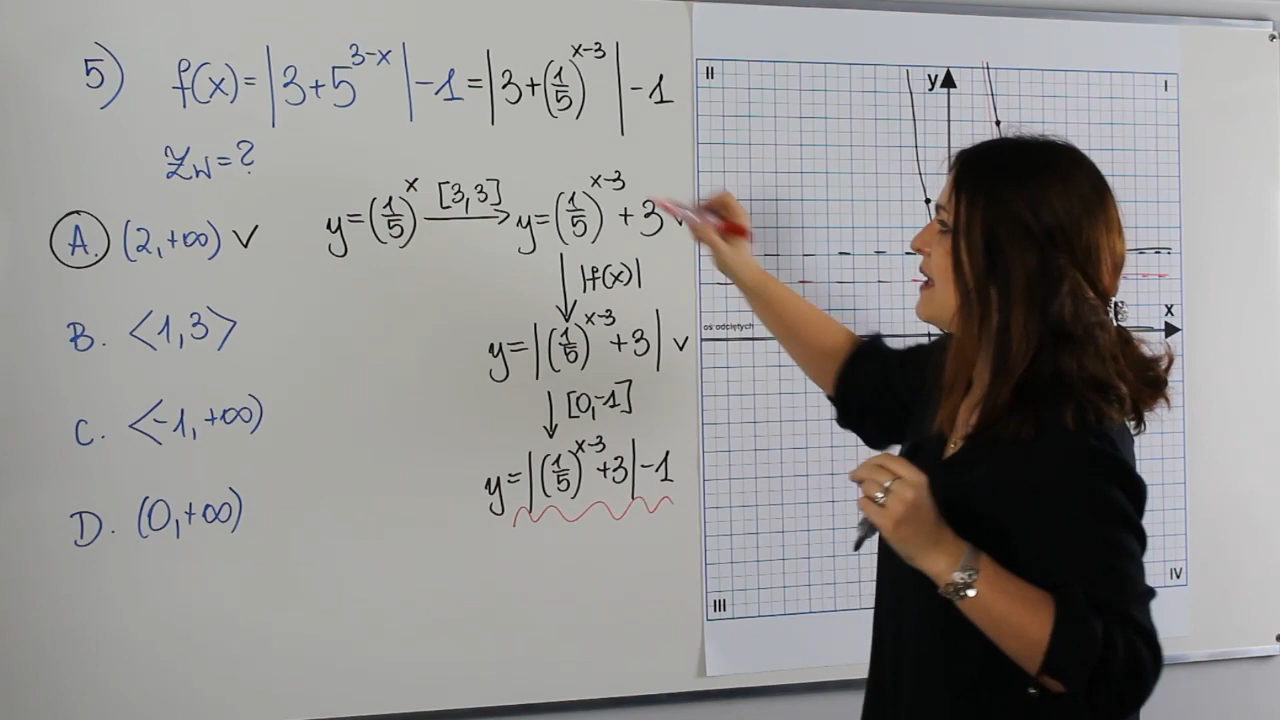 5) f(x)=|3+5^(3-x)|-1=|3+(1/5)^(x-3)|-1
Zw=?
A. (2,+∞) ∨
B. <1,3>
C. <-1,+∞)
D. (0,+∞)
y=(1/5)^x [3,3] → y=(1/5)^(x-3)+3 ∨
↓ |f(x)|
y=|(1/5)^(x-3)+3| ∨
↓ [0,-1]
y=|(1/5)^(x-3)+3|-1
II
y
I
oś odciętych
x
III
IV